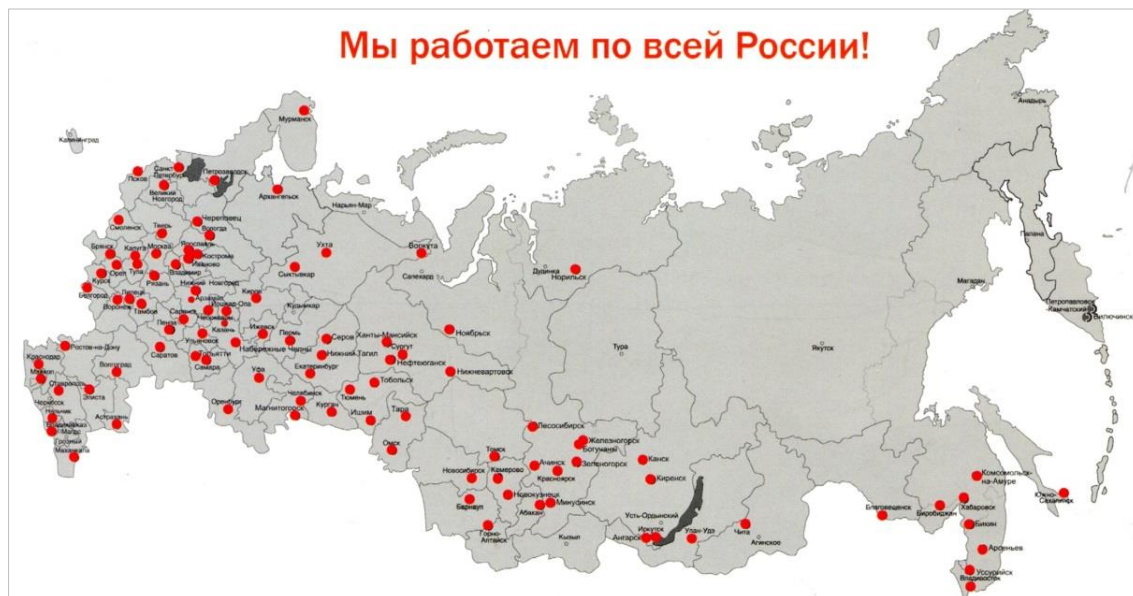 Мы работаем по всей России!
Мурманск
Анадырь
Калининград
Санкт-
Петербург
Петрозаводск
Псков
Великий
Новгород
Архангельск
Нарьян-Мар
Череповец
Вологда
Смоленск
Тверь
Ярославль
Кострома
Иваново
Брянск
Калуга
Москва
Ухта
Воркута
Сыктывкар
Салехард
Дудинка
Норильск
Палана
Магадан
Петропавловск
-Камчатский
Вилючинск
Орел
Тула
Владимир
Курск
Рязань
Нижний Новгород
Белгород
Липецк
Арзамас
Киров
Йошкар-Ола
Кудымкар
Воронеж
Тамбов
Саранск
Чебоксары
Казань
Пенза
Ульяновск
Ижевск
Пермь
Серов
Ханты-Мансийск
Ноябрьск
Сургут
Тура
Якутск
Ростов-на-Дону
Саратов
Тольятти
Набережные Челны
Нижний Тагил
Нефтеюганск
Краснодар
Волгоград
Самара
Уфа
Екатеринбург
Нижневартовск
Майкоп
Ставрополь
Элиста
Тобольск
Тюмень
Черкесск
Оренбург
Челябинск
Магнитогорск
Курган
Ишим
Тара
Нальчик
Астрахань
Владикавказ
Магас
Грозный
Махачкала
Омск
Лесосибирск
Железногорск
Богучаны
Томск
Ачинск
Зеленогорск
Канск
Новосибирск
Кемерово
Красноярск
Киренск
Комсомольск-
на-Амуре
Новокузнецк
Минусинск
Барнаул
Абакан
Южно-
Сахалинск
Благовещенск
Биробиджан
Хабаровск
Усть-Ордынский
Горно-
Алтайск
Кызыл
Ангарск
Иркутск
Улан-Удэ
Чита
Агинское
Бикин
Арсеньев
Уссурийск
Владивосток